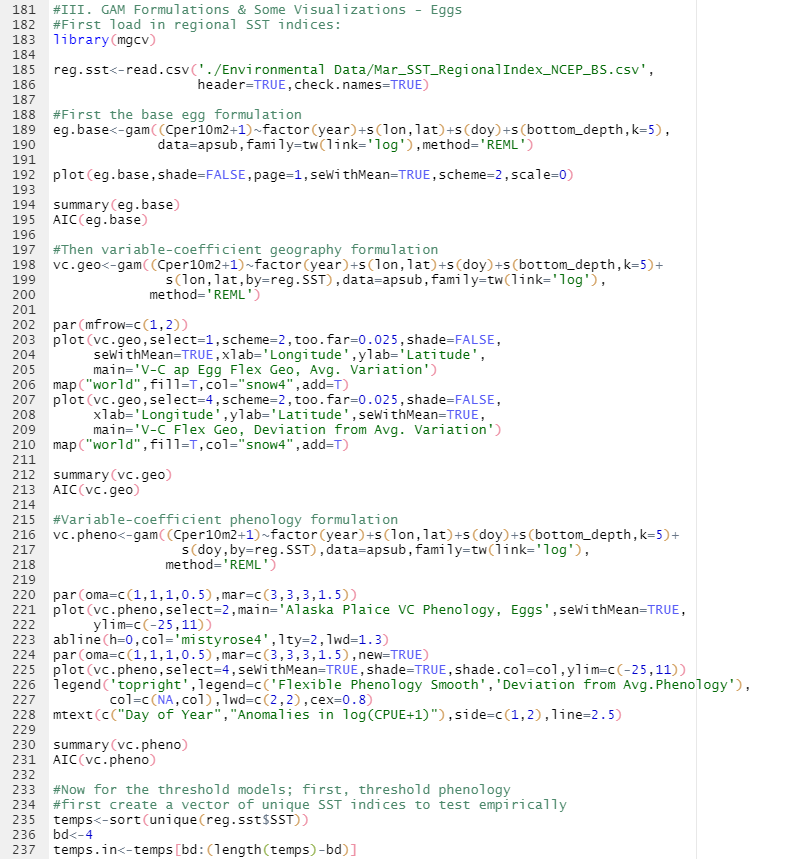 181 #III. GAM Formulations & Some Visualizations - Eggs
182 #First load in regional SST indices:
183 library(mgcv)
184
185 reg.sst<-read.csv('./Environmental Data/Mar_SST_RegionalIndex_NCEP_BS.csv',
186                   header=TRUE,check.names=TRUE)
187
188 #First the base egg formulation
189 eg.base<-gam((Cper10m2+1)~factor(year)+s(lon,lat)+s(doy)+s(bottom_depth,k=5),
190              data=apsub,family=tw(link='log'),method='REML')
191
192 plot(eg.base,shade=FALSE,page=1,seWithMean=TRUE,scheme=2,scale=0)
193
194 summary(eg.base)
195 AIC(eg.base)
196
197 #Then variable-coefficient geography formulation
198 vc.geo<-gam((Cper10m2+1)~factor(year)+s(lon,lat)+s(doy)+s(bottom_depth,k=5)+
199               s(lon,lat,by=reg.SST),data=apsub,family=tw(link='log'),
200             method='REML')
201
202 par(mfrow=c(1,2))
203 plot(vc.geo,select=1,scheme=2,too.far=0.025,shade=FALSE,
204      seWithMean=TRUE,xlab='Longitude',ylab='Latitude',
205      main='V-C ap Egg Flex Geo, Avg. Variation')
206 map("world",fill=T,col="snow4",add=T)
207 plot(vc.geo,select=4,scheme=2,too.far=0.025,shade=FALSE,
208      xlab='Longitude',ylab='Latitude',seWithMean=TRUE,
209      main='V-C Flex Geo, Deviation from Avg. Variation')
210 map("world",fill=T,col="snow4",add=T)
211
212 summary(vc.geo)
213 AIC(vc.geo)
214
215 #Variable-coefficient phenology formulation
216 vc.pheno<-gam((Cper10m2+1)~factor(year)+s(lon,lat)+s(doy)+s(bottom_depth,k=5)+
217                 s(doy,by=reg.SST),data=apsub,family=tw(link='log'),
218               method='REML')
219
220 par(oma=c(1,1,1,0.5),mar=c(3,3,3,1.5))
221 plot(vc.pheno,select=2,main='Alaska Plaice VC Phenology, Eggs',seWithMean=TRUE,
222      ylim=c(-25,11))
223 abline(h=0,col='mistyrose4',lty=2,lwd=1.3)
224 par(oma=c(1,1,1,0.5),mar=c(3,3,3,1.5),new=TRUE)
225 plot(vc.pheno,select=4,seWithMean=TRUE,shade=TRUE,shade.col=col,ylim=c(-25,11))
226 legend('topright',legend=c('Flexible Phenology Smooth','Deviation from Avg.Phenology'),
227        col=c(NA,col),lwd=c(2,2),cex=0.8)
228 mtext(c("Day of Year","Anomalies in log(CPUE+1)"),side=c(1,2),line=2.5)
229
230 summary(vc.pheno)
231 AIC(vc.pheno)
232
233 #Now for the threshold models; first, threshold phenology
234 #first create a vector of unique SST indices to test empirically
235 temps<-sort(unique(reg.sst$SST))
236 bd<-4
237 temps.in<-temps[bd:(length(temps)-bd)]